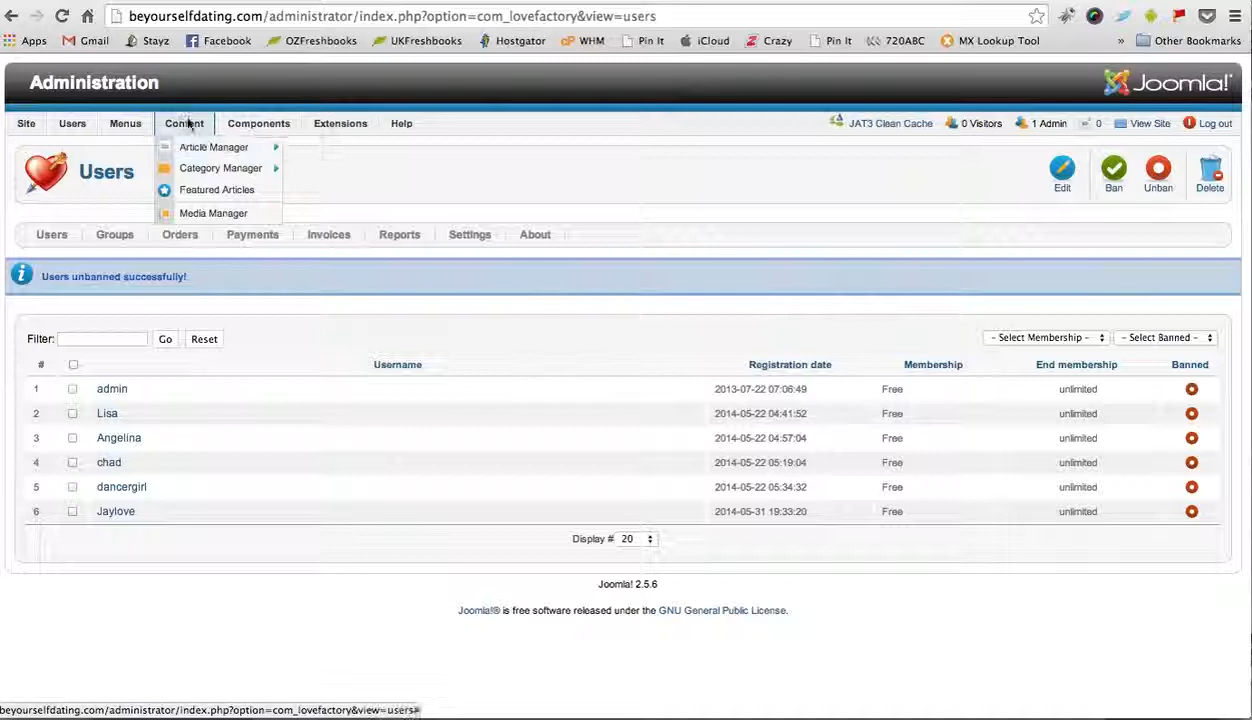 beyourselfdating.com/administrator/index.php?option=com_lovefactory&view=users
Apps Gmail Stayz Facebook OZFreshbooks UKFreshbooks Hostgator WHM Pin It iCloud Crazy Pin It 720ABC MX Lookup Tool » Other Bookmarks
Administration
Joomla!
Site Users Menus Content Components Extensions Help JAT3 Clean Cache 0 Visitors 1 Admin 0 View Site Log out
Article Manager
Category Manager
Featured Articles
Media Manager
Users
Edit Ban Unban Delete
Users Groups Orders Payments Invoices Reports Settings About
Users unbanned successfully!
Filter: Go Reset - Select Membership - - Select Banned -
# Username Registration date Membership End membership Banned
1 admin 2013-07-22 07:06:49 Free unlimited
2 Lisa 2014-05-22 04:41:52 Free unlimited
3 Angelina 2014-05-22 04:57:04 Free unlimited
4 chad 2014-05-22 05:19:04 Free unlimited
5 dancergirl 2014-05-22 05:34:32 Free unlimited
6 Jaylove 2014-05-31 19:33:20 Free unlimited
Display # 20
Joomla! 2.5.6
Joomla!® is free software released under the GNU General Public License.
beyourselfdating.com/administrator/index.php?option=com_lovefactory&view=users#